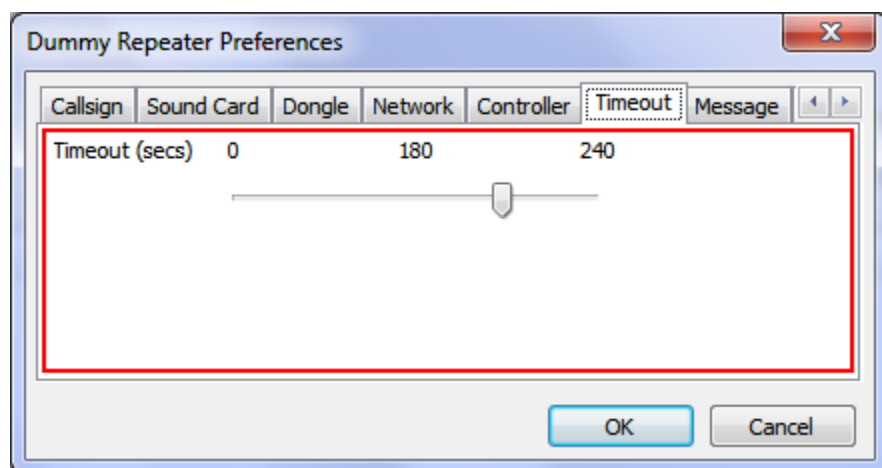 Dummy Repeater Preferences
Callsign Sound Card Dongle Network Controller Timeout Message
Timeout (secs) 0 180 240
OK Cancel